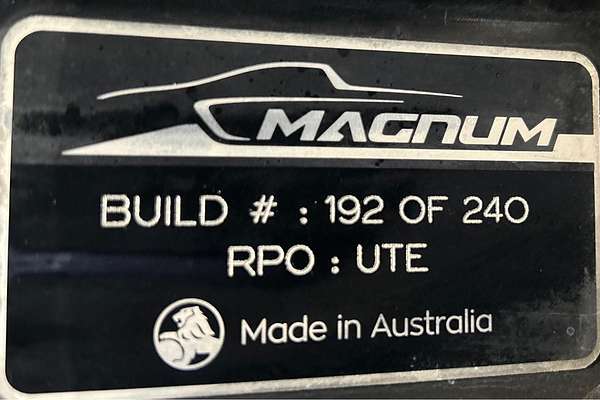 MAGNUM
BUILD # : 192 OF 240
RPO : UTE
Made in Australia